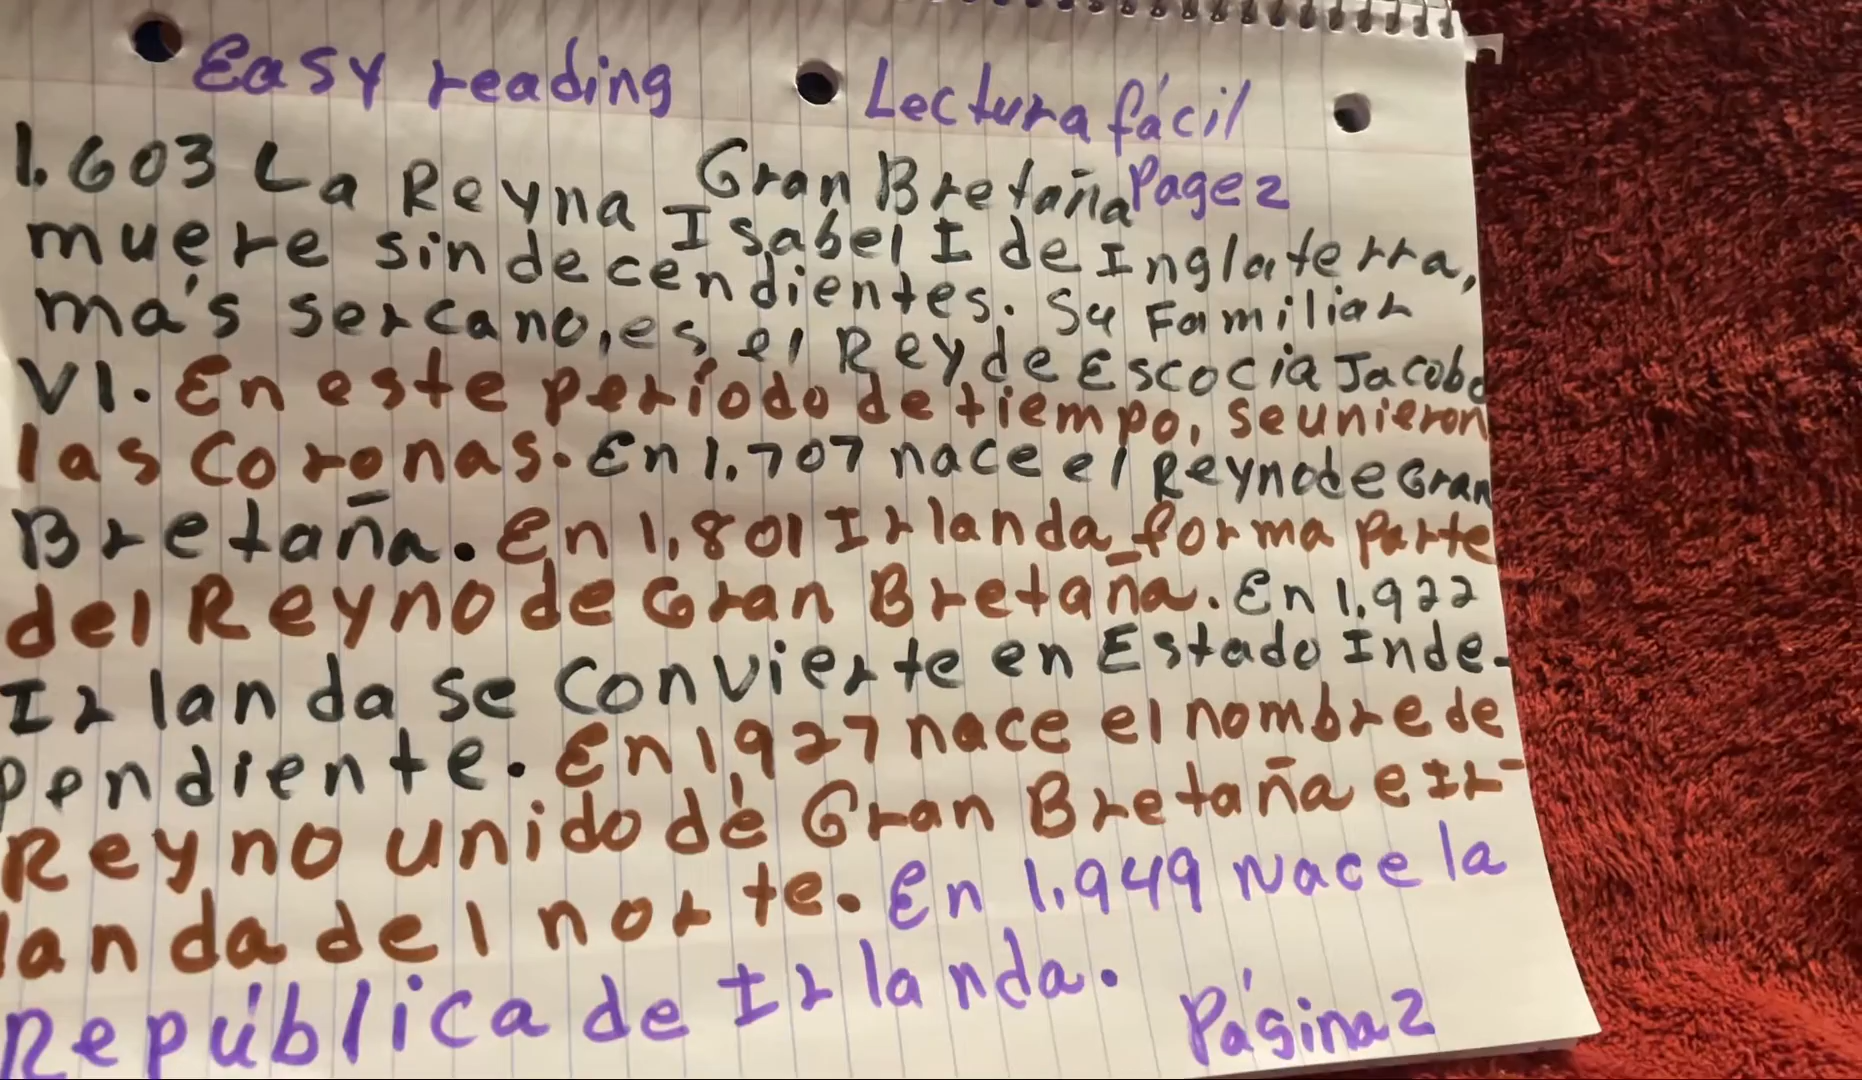 Easy reading Lectura fácil
Gran Bretaña Page 2
1.603 La Reyna Isabel I de Inglaterra,
muere sin decendientes. Su Familiar
más sercano, es el Rey de Escocia Jacobo
VI. En este período de tiempo, se unieron
las Coronas. En 1.707 nace el Reyno de Gran
Bretaña. En 1.801 Irlanda forma parte
del Reyno de Gran Bretaña. En 1.922
Irlanda se Convierte en Estado Inde-
pendiente. En 1,927 nace el nombre de
Reyno unido de Gran Bretaña e Ir-
landa del norte. En 1.949 Nace la
República de Irlanda.
Página 2